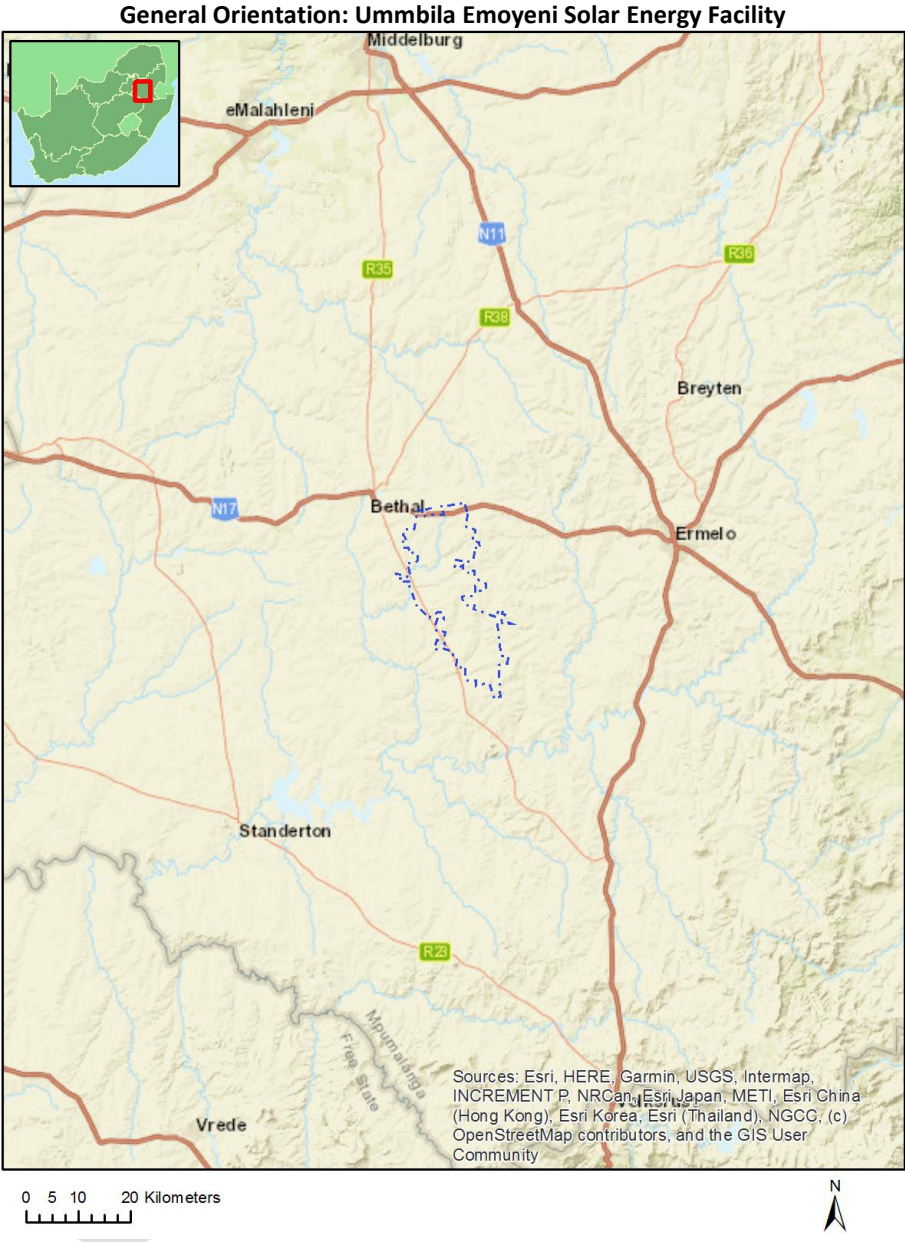 General Orientation: Ummbila Emoyeni Solar Energy Facility
Middelburg
eMalahleni
N11
R36
R35
R38
Breyten
N17
Bethal
Ermelo
Standerton
R23
Mpumalanga
Free State
Vrede
Sources: Esri, HERE, Garmin, USGS, Intermap,
INCREMENT P, NRCan, Esri Japan, METI, Esri China
(Hong Kong), Esri Korea, Esri (Thailand), NGCC, (c)
OpenStreetMap contributors, and the GIS User
Community
0 5 10 20 Kilometers
N